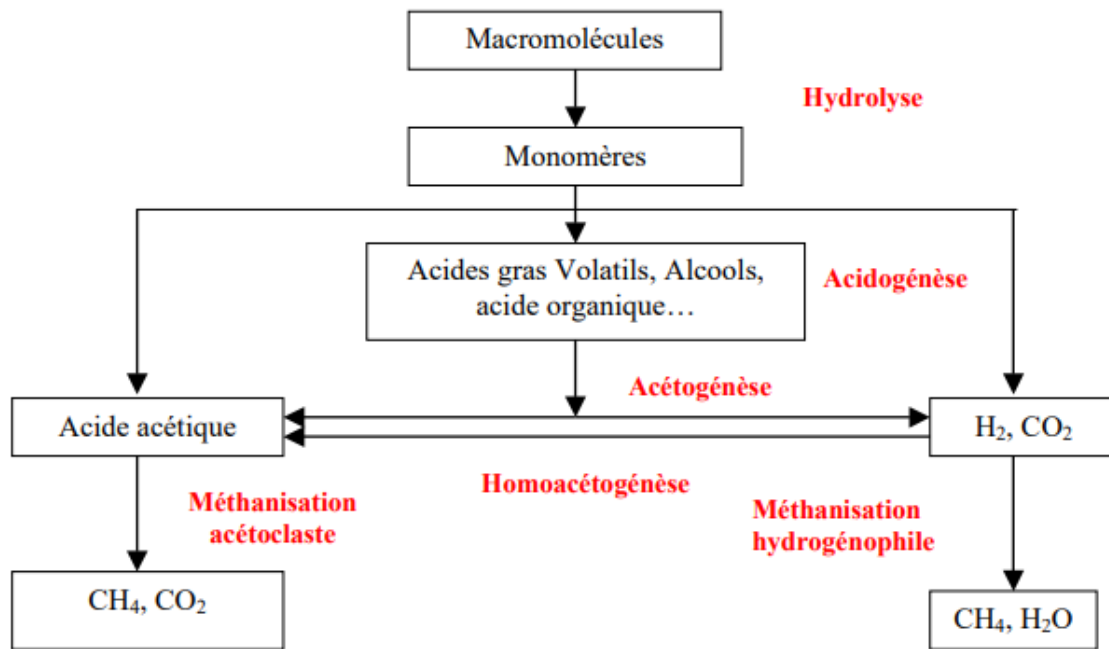 Macromolécules
Hydrolyse
Monomères
Acides gras Volatils, Alcools,
acide organique…
Acidogénèse
Acétogénèse
Acide acétique
H₂, CO₂
Homoacétogénèse
Méthanisation
acétoclaste
Méthanisation
hydrogénophile
CH₄, CO₂
CH₄, H₂O